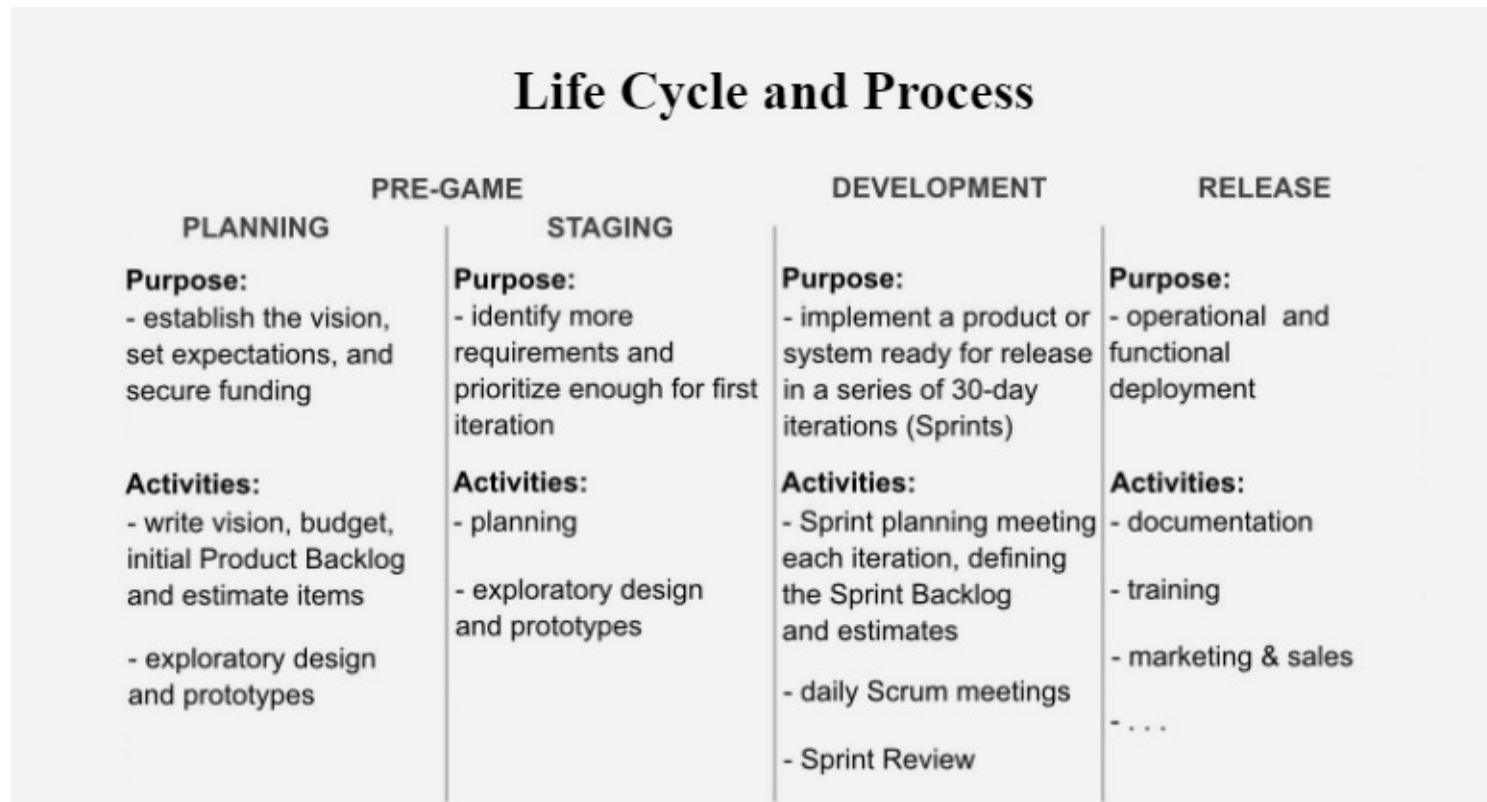 Life Cycle and Process
PRE-GAME
DEVELOPMENT
RELEASE
PLANNING
Purpose:
- establish the vision,
set expectations, and
secure funding
Activities:
- write vision, budget,
initial Product Backlog
and estimate items
- exploratory design
and prototypes
STAGING
Purpose:
- identify more
requirements and
prioritize enough for first
iteration
Activities:
- planning
- exploratory design
and prototypes
Purpose:
- implement a product or
system ready for release
in a series of 30-day
iterations (Sprints)
Activities:
- Sprint planning meeting
each iteration, defining
the Sprint Backlog
and estimates
- daily Scrum meetings
- Sprint Review
Purpose:
- operational and
functional
deployment
Activities:
- documentation
- training
- marketing & sales
- . . .